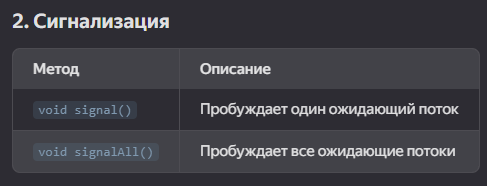 2. Сигнализация
Метод Описание
void signal() Пробуждает один ожидающий поток
void signalAll() Пробуждает все ожидающие потоки